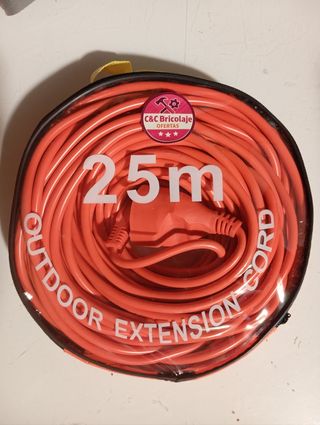 C&C Bricolaje
OFERTAS
25m
OUTDOOR EXTENSION CORD